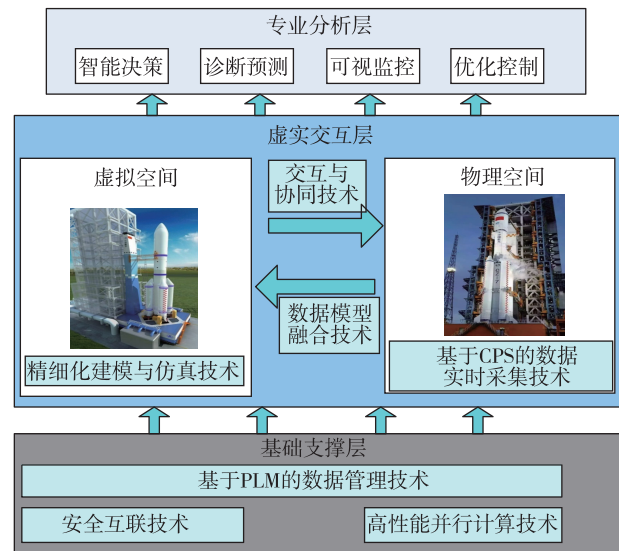 专业分析层
智能决策
诊断预测
可视监控
优化控制
虚实交互层
虚拟空间
交互与
协同技术
物理空间
数据模型
融合技术
精细化建模与仿真技术
基于CPS的数据
实时采集技术
基础支撑层
基于PLM的数据管理技术
安全互联技术
高性能并行计算技术